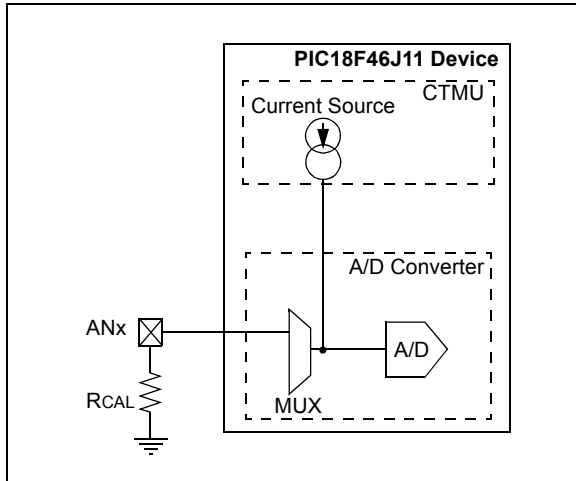 PIC18F46J11 Device
CTMU
Current Source
A/D Converter
ANx
A/D
RCAL
MUX